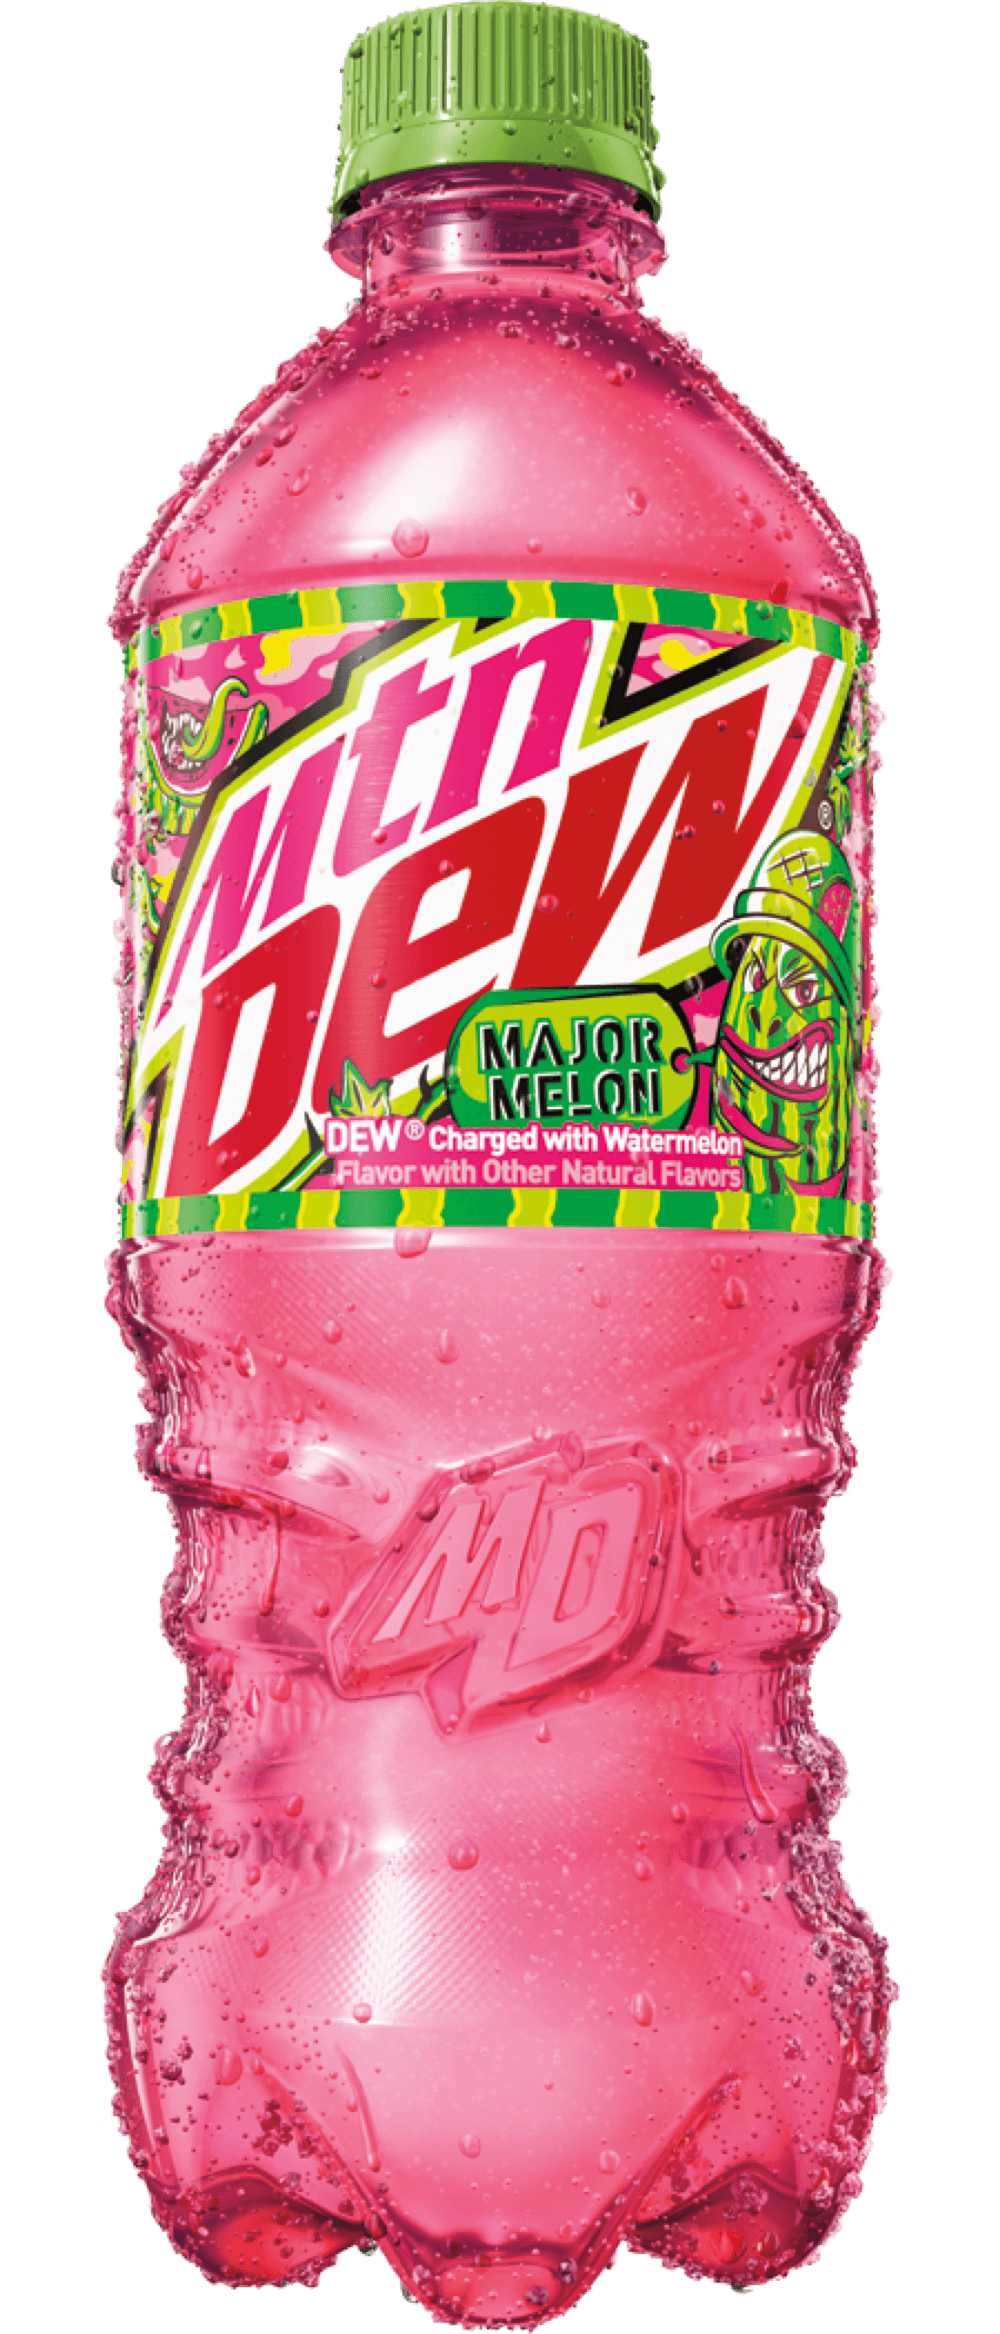 Mtn
DEW®
MAJOR
MELON
DEW® Charged with Watermelon
Flavor with Other Natural Flavors
MD